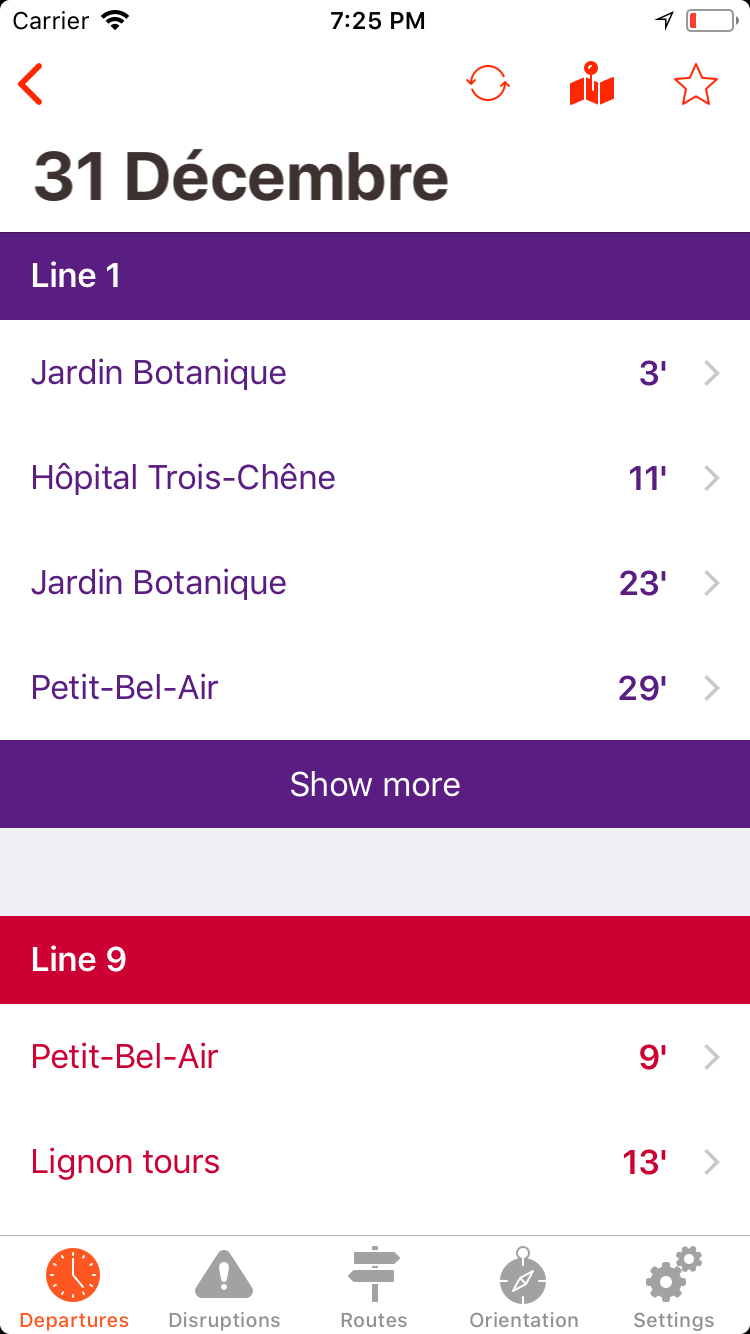 Carrier 7:25 PM
31 Décembre
Line 1
Jardin Botanique 3'
Hôpital Trois-Chêne 11'
Jardin Botanique 23'
Petit-Bel-Air 29'
Show more
Line 9
Petit-Bel-Air 9'
Lignon tours 13'
Departures Disruptions Routes Orientation Settings